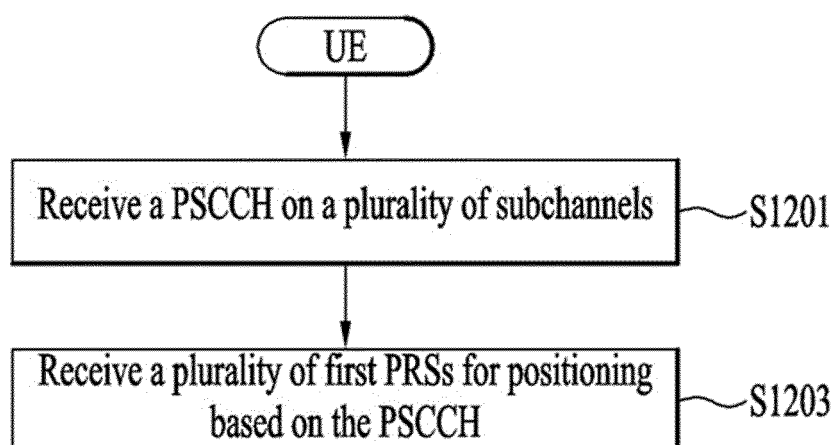 UE
Receive a PSCCH on a plurality of subchannels
S1201
Receive a plurality of first PRSs for positioning
based on the PSCCH
S1203